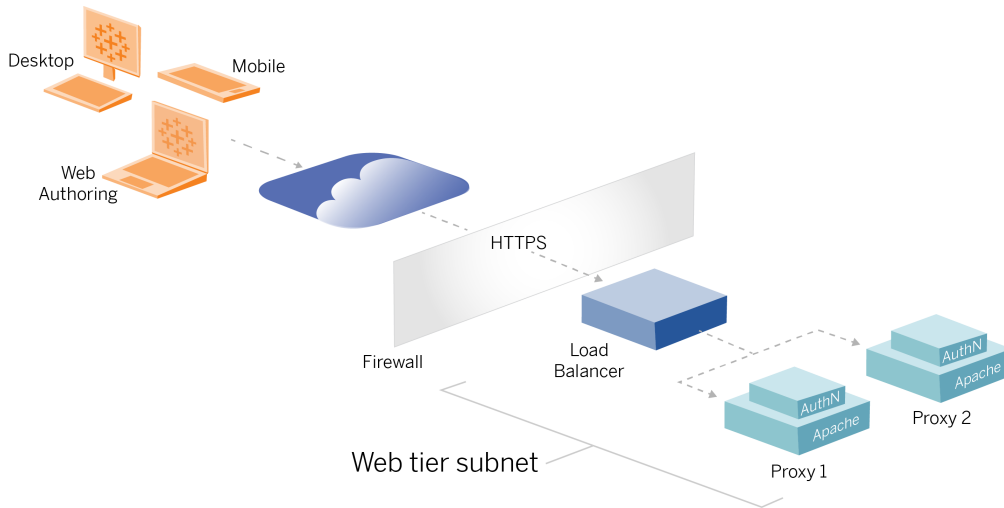 Desktop
Mobile
Web
Authoring
HTTPS
Firewall
Load
Balancer
AuthN
Apache
Proxy 2
AuthN
Apache
Proxy 1
Web tier subnet